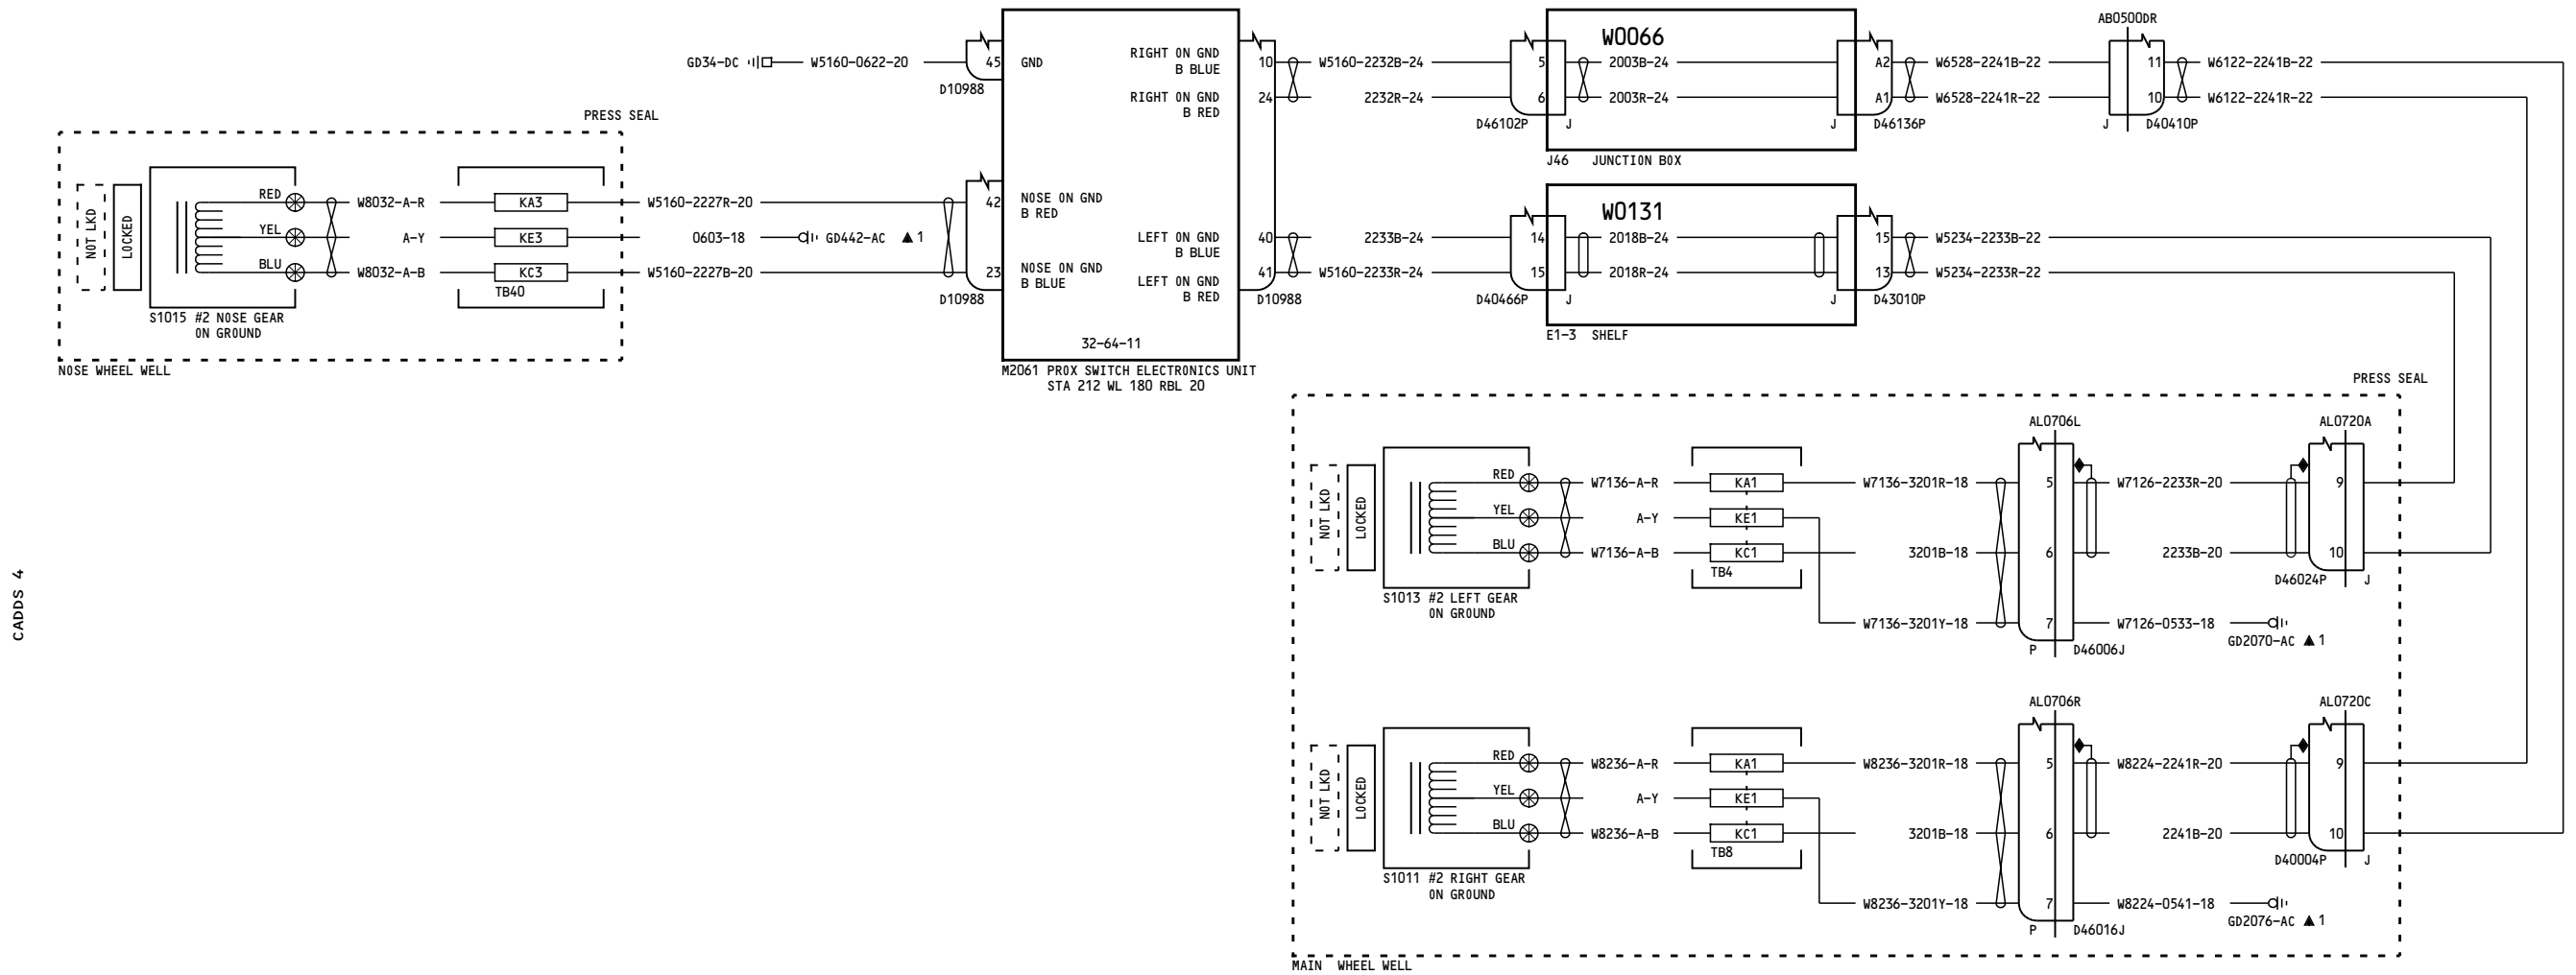 AB0500DR
GD34-DC W5160-0622-20 45 GND
D10988
RIGHT ON GND
B BLUE
10 W5160-2232B-24 5
W0066
2003B-24 A2 W6528-2241B-22 11 W6122-2241B-22
RIGHT ON GND
B RED
24 2232R-24 6 2003R-24 A1 W6528-2241R-22 10 W6122-2241R-22
D46102P J J D46136P J D40410P
J46 JUNCTION BOX
PRESS SEAL
NOT LKD
LOCKED
RED W8032-A-R KA3 W5160-2227R-20 42 NOSE ON GND
B RED
YEL A-Y KE3 0603-18 GD442-AC ▲1
BLU W8032-A-B KC3 W5160-2227B-20 23 NOSE ON GND
B BLUE
TB40
D10988
S1015 #2 NOSE GEAR
ON GROUND
NOSE WHEEL WELL
LEFT ON GND
B BLUE
40 2233B-24 14
W0131
2018B-24 15 W5234-2233B-22
LEFT ON GND
B RED
41 W5160-2233R-24 15 2018R-24 13 W5234-2233R-22
D10988 D40466P J J D43010P
E1-3 SHELF
32-64-11
M2061 PROX SWITCH ELECTRONICS UNIT
STA 212 WL 180 RBL 20
PRESS SEAL
AL0706L AL0720A
NOT LKD
LOCKED
RED W7136-A-R KA1 W7136-3201R-18 5 W7126-2233R-20 9
YEL A-Y KE1
BLU W7136-A-B KC1 3201B-18 6 2233B-20 10
TB4
D46024P J
S1013 #2 LEFT GEAR
ON GROUND
W7136-3201Y-18 7 W7126-0533-18
GD2070-AC ▲1
P D46006J
CADDS 4
AL0706R AL0720C
NOT LKD
LOCKED
RED W8236-A-R KA1 W8236-3201R-18 5 W8224-2241R-20 9
YEL A-Y KE1
BLU W8236-A-B KC1 3201B-18 6 2241B-20 10
TB8
D40004P J
S1011 #2 RIGHT GEAR
ON GROUND
W8236-3201Y-18 7 W8224-0541-18
GD2076-AC ▲1
P D46016J
MAIN WHEEL WELL